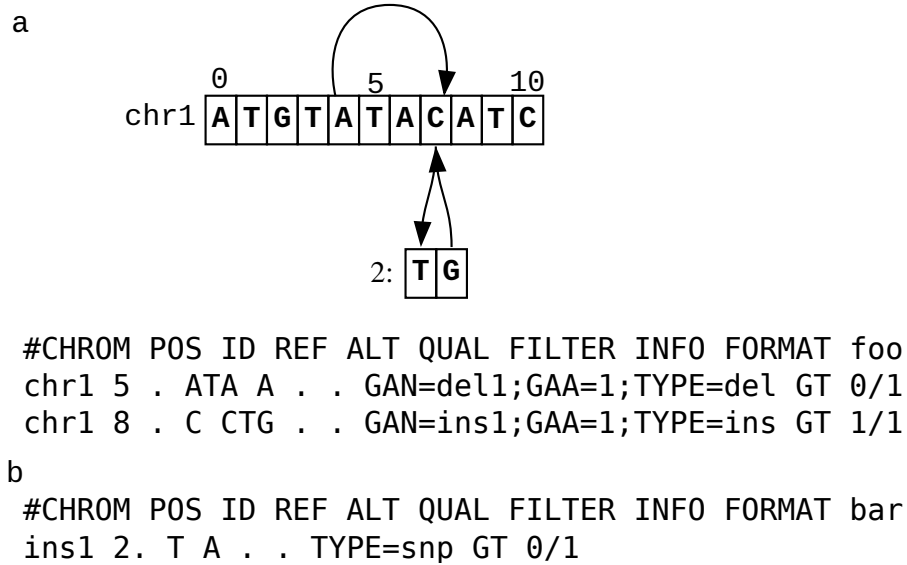 a
0 5 10
chr1 A T G T A T A C A T C
2: T G
#CHROM POS ID REF ALT QUAL FILTER INFO FORMAT foo
chr1 5 . ATA A . . GAN=del1;GAA=1;TYPE=del GT 0/1
chr1 8 . C CTG . . GAN=ins1;GAA=1;TYPE=ins GT 1/1
b
#CHROM POS ID REF ALT QUAL FILTER INFO FORMAT bar
ins1 2. T A . . TYPE=snp GT 0/1